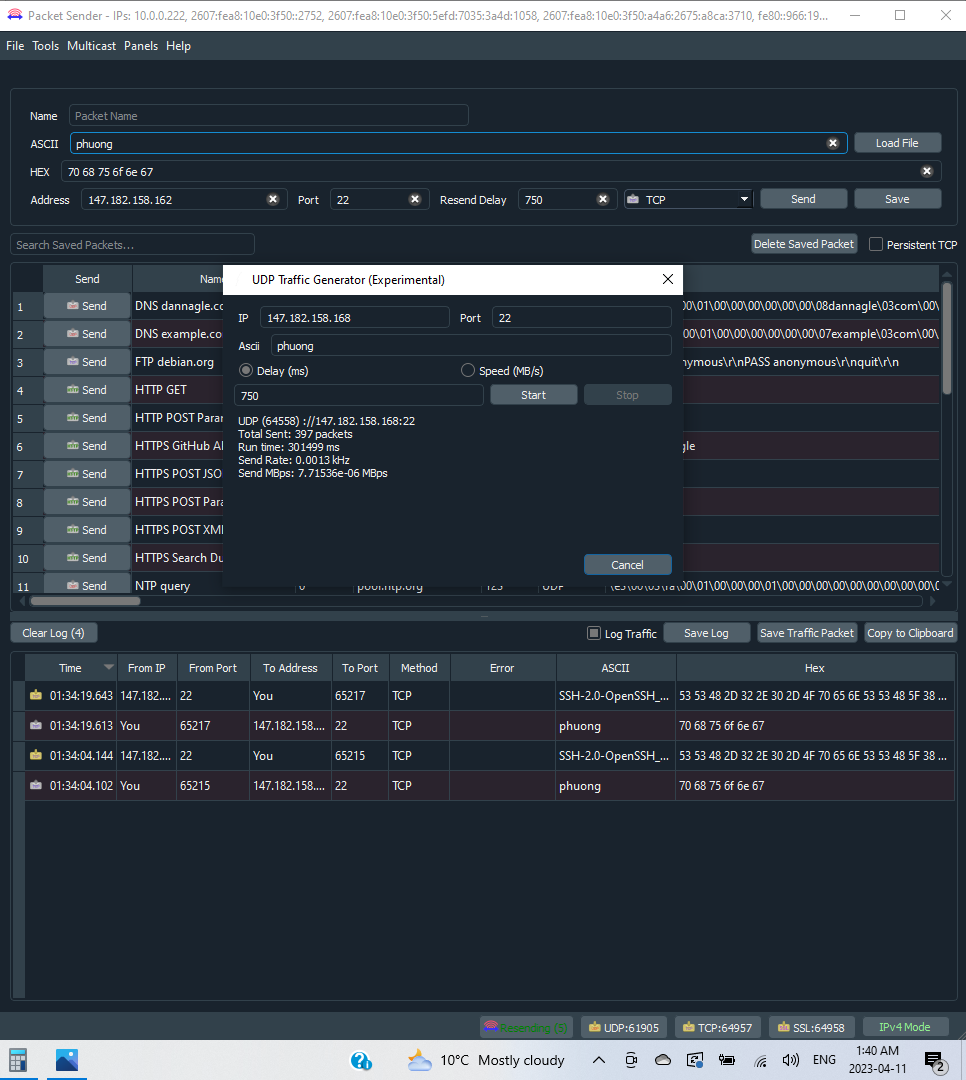 Packet Sender - IPs: 10.0.0.222, 2607:fea8:10e0:3f50::2752, 2607:fea8:10e0:3f50:5efd:7035:3a4d:1058, 2607:fea8:10e0:3f50:a4a6:2675:a8ca:3710, fe80::966:19...
File Tools Multicast Panels Help
Name Packet Name
ASCII phuong Load File
HEX 70 68 75 6f 6e 67
Address 147.182.158.162 Port 22 Resend Delay 750 TCP Send Save
Search Saved Packets... Delete Saved Packet Persistent TCP
Send Name
UDP Traffic Generator (Experimental)
IP 147.182.158.168 Port 22
Ascii phuong
Delay (ms) Speed (MB/s)
750 Start Stop
UDP (64558) ://147.182.158.168:22
Total Sent: 397 packets
Run time: 301499 ms
Send Rate: 0.0013 kHz
Send MBps: 7.71536e-06 MBps
Cancel
1 Send DNS dannagle.co \00\01\00\00\00\00\00\00\08dannagle\03com\00\
2 Send DNS example.co \00\01\00\00\00\00\00\00\07example\03com\00\
3 Send FTP debian.org nymous\r\nPASS anonymous\r\nquit\r\n
4 Send HTTP GET
5 Send HTTP POST Paran
6 Send HTTPS GitHub AP gle
7 Send HTTPS POST JSO
8 Send HTTPS POST Para
9 Send HTTPS POST XM
10 Send HTTPS Search Du
11 Send NTP query 0 pool.ntp.org 123 UDP
Clear Log (4) Log Traffic Save Log Save Traffic Packet Copy to Clipboard
Time From IP From Port To Address To Port Method Error ASCII Hex
01:34:19.643 147.182.... 22 You 65217 TCP SSH-2.0-OpenSSH_... 53 53 48 2D 32 2E 30 2D 4F 70 65 6E 53 53 48 5F 38 ...
01:34:19.613 You 65217 147.182.158.... 22 TCP phuong 70 68 75 6f 6e 67
01:34:04.144 147.182.... 22 You 65215 TCP SSH-2.0-OpenSSH_... 53 53 48 2D 32 2E 30 2D 4F 70 65 6E 53 53 48 5F 38 ...
01:34:04.102 You 65215 147.182.158.... 22 TCP phuong 70 68 75 6f 6e 67
Resending (5) UDP:61905 TCP:64957 SSL:64958 IPv4 Mode
10°C Mostly cloudy ENG 1:40 AM
2023-04-11 2